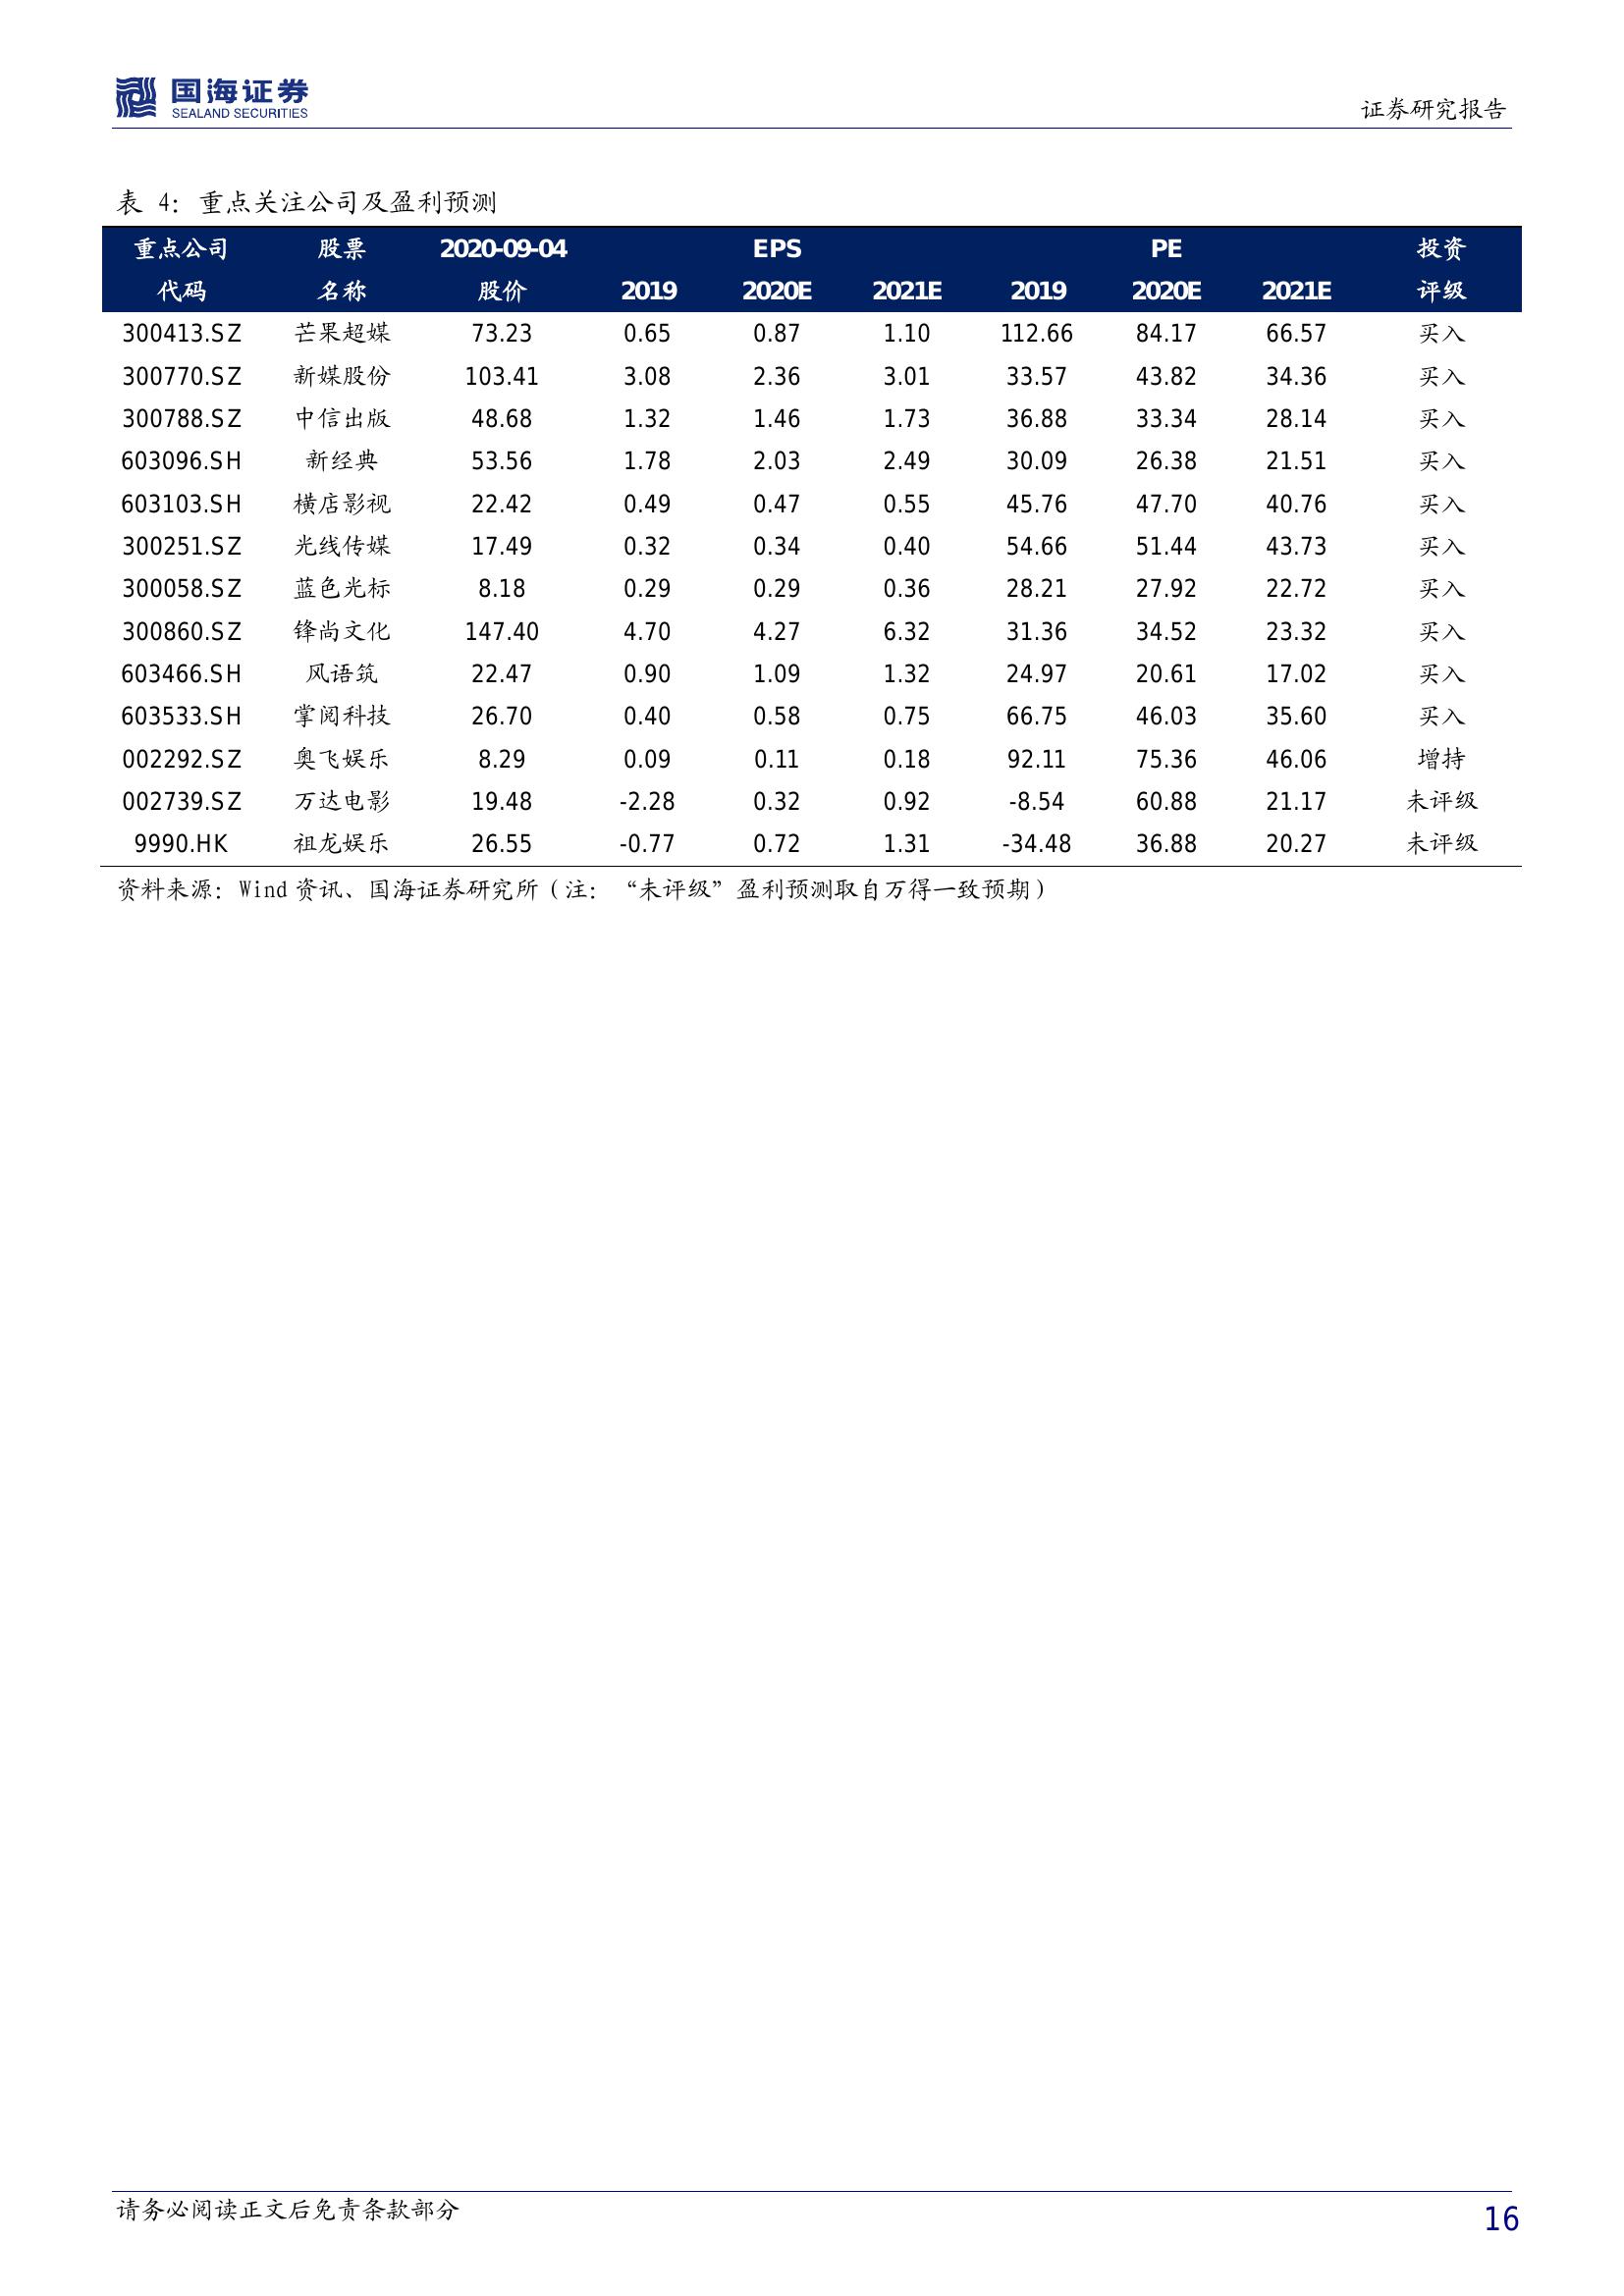 国海证券
SEALAND SECURITIES
证券研究报告
表 4：重点关注公司及盈利预测
重点公司 股票 2020-09-04 EPS PE 投资
代码 名称 股价 2019 2020E 2021E 2019 2020E 2021E 评级
300413.SZ 芒果超媒 73.23 0.65 0.87 1.10 112.66 84.17 66.57 买入
300770.SZ 新媒股份 103.41 3.08 2.36 3.01 33.57 43.82 34.36 买入
300788.SZ 中信出版 48.68 1.32 1.46 1.73 36.88 33.34 28.14 买入
603096.SH 新经典 53.56 1.78 2.03 2.49 30.09 26.38 21.51 买入
603103.SH 横店影视 22.42 0.49 0.47 0.55 45.76 47.70 40.76 买入
300251.SZ 光线传媒 17.49 0.32 0.34 0.40 54.66 51.44 43.73 买入
300058.SZ 蓝色光标 8.18 0.29 0.29 0.36 28.21 27.92 22.72 买入
300860.SZ 锋尚文化 147.40 4.70 4.27 6.32 31.36 34.52 23.32 买入
603466.SH 风语筑 22.47 0.90 1.09 1.32 24.97 20.61 17.02 买入
603533.SH 掌阅科技 26.70 0.40 0.58 0.75 66.75 46.03 35.60 买入
002292.SZ 奥飞娱乐 8.29 0.09 0.11 0.18 92.11 75.36 46.06 增持
002739.SZ 万达电影 19.48 -2.28 0.32 0.92 -8.54 60.88 21.17 未评级
9990.HK 祖龙娱乐 26.55 -0.77 0.72 1.31 -34.48 36.88 20.27 未评级
资料来源：Wind 资讯、国海证券研究所（注：“未评级”盈利预测取自万得一致预期）
请务必阅读正文后免责条款部分
16